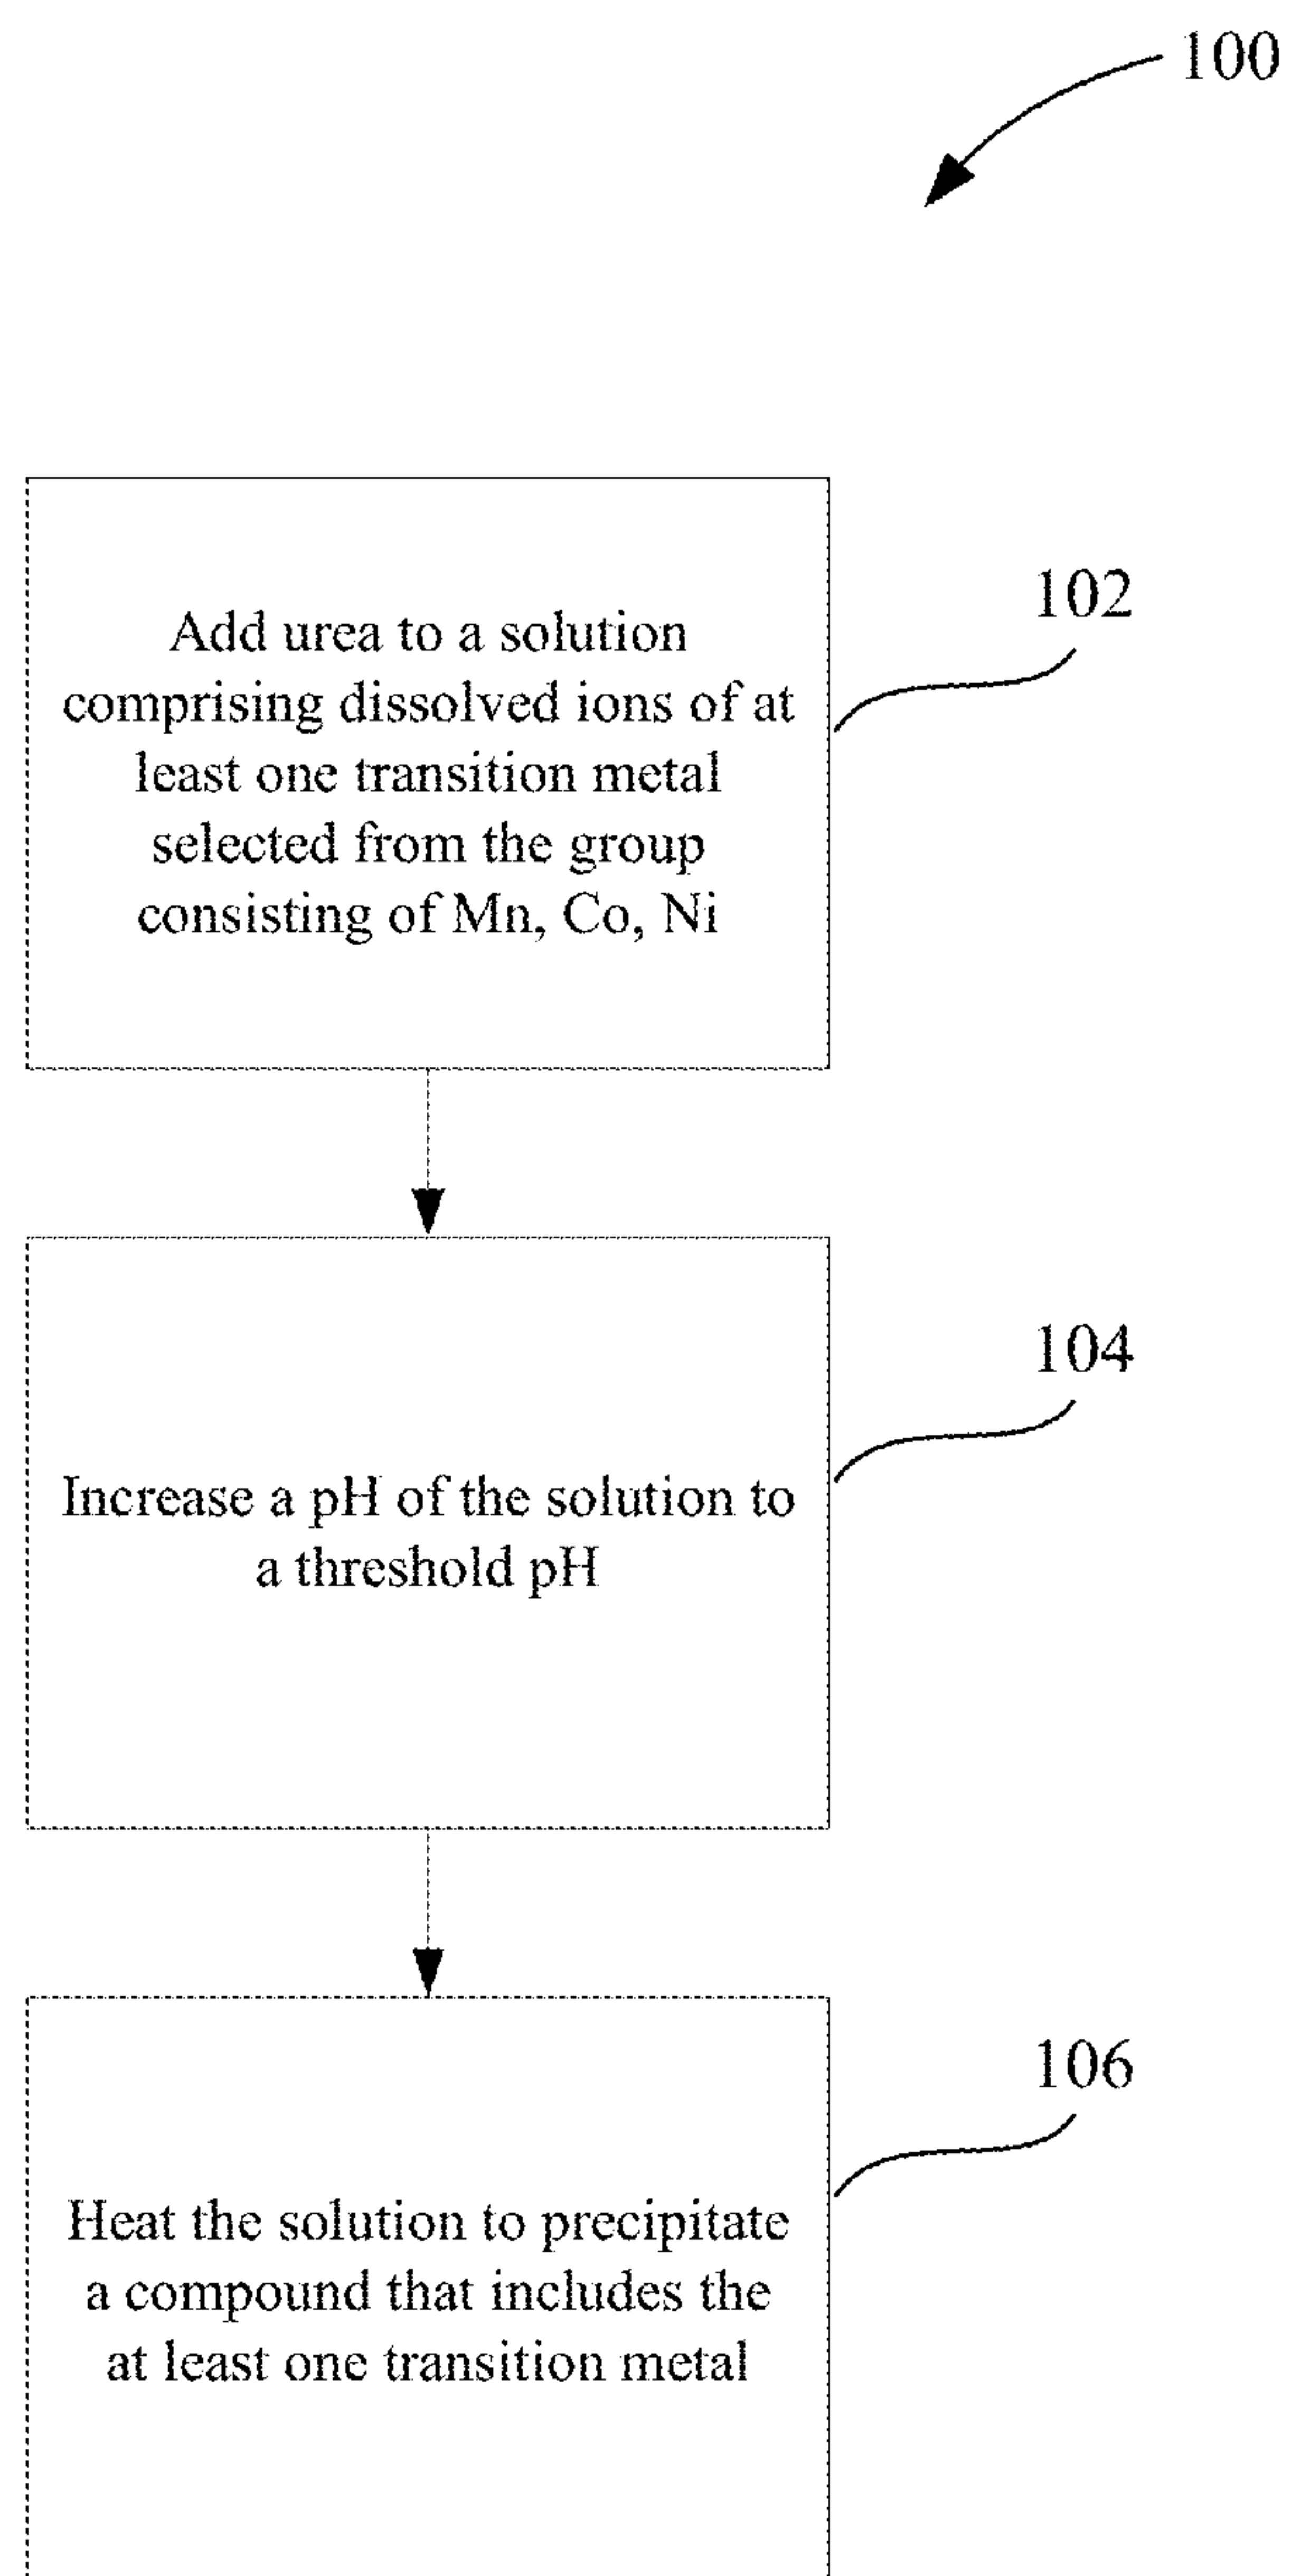 100
Add urea to a solution
comprising dissolved ions of at
least one transition metal
selected from the group
consisting of Mn, Co, Ni
102
Increase a pH of the solution to
a threshold pH
104
Heat the solution to precipitate
a compound that includes the
at least one transition metal
106